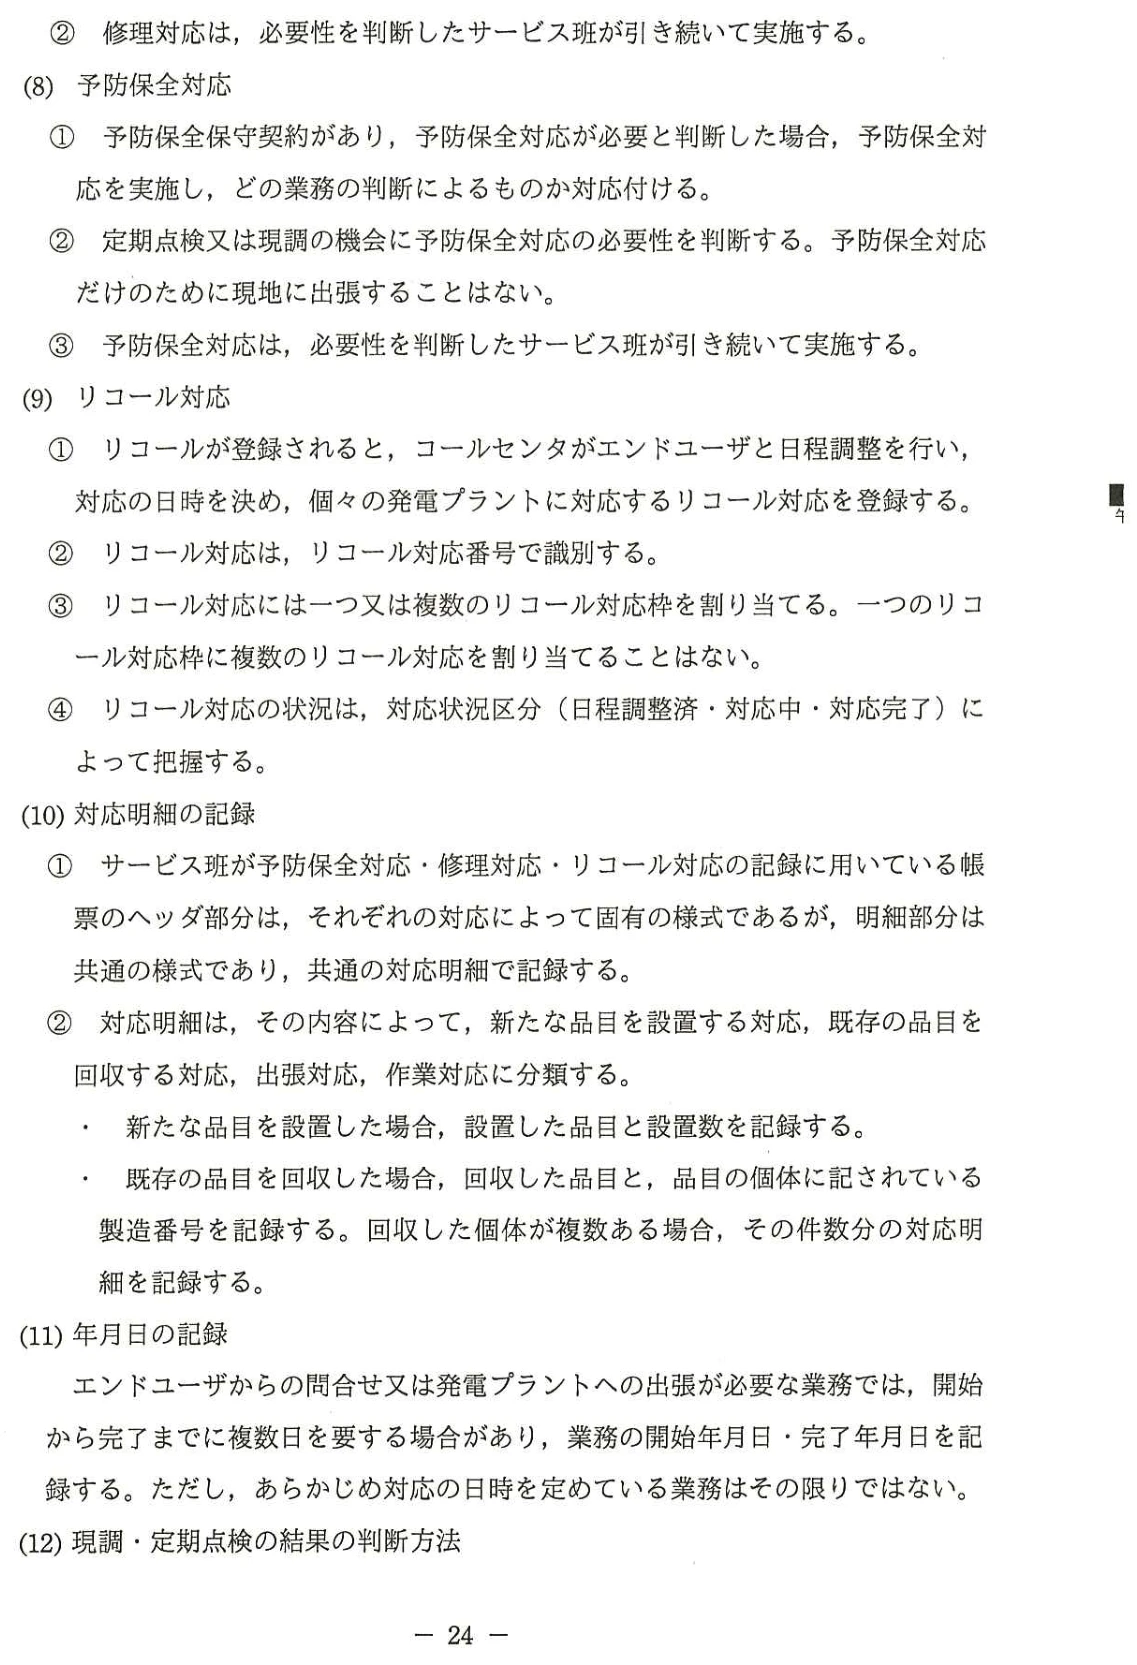 ② 修理対応は，必要性を判断したサービス班が引き続いて実施する。
(8) 予防保全対応
① 予防保全保守契約があり，予防保全対応が必要と判断した場合，予防保全対
応を実施し，どの業務の判断によるものか対応付ける。
② 定期点検又は現調の機会に予防保全対応の必要性を判断する。予防保全対応
だけのために現地に出張することはない。
③ 予防保全対応は，必要性を判断したサービス班が引き続いて実施する。
(9) リコール対応
① リコールが登録されると，コールセンタがエンドユーザと日程調整を行い，
対応の日時を決め，個々の発電プラントに対応するリコール対応を登録する。
② リコール対応は，リコール対応番号で識別する。
③ リコール対応には一つ又は複数のリコール対応枠を割り当てる。一つのリコ
ール対応枠に複数のリコール対応を割り当てることはない。
④ リコール対応の状況は，対応状況区分（日程調整済・対応中・対応完了）に
よって把握する。
(10) 対応明細の記録
① サービス班が予防保全対応・修理対応・リコール対応の記録に用いている帳
票のヘッダ部分は，それぞれの対応によって固有の様式であるが，明細部分は
共通の様式であり，共通の対応明細で記録する。
② 対応明細は，その内容によって，新たな品目を設置する対応，既存の品目を
回収する対応，出張対応，作業対応に分類する。
・ 新たな品目を設置した場合，設置した品目と設置数を記録する。
・ 既存の品目を回収した場合，回収した品目と，品目の個体に記されている
製造番号を記録する。回収した個体が複数ある場合，その件数分の対応明
細を記録する。
(11) 年月日の記録
エンドユーザからの問合せ又は発電プラントへの出張が必要な業務では，開始
から完了までに複数日を要する場合があり，業務の開始年月日・完了年月日を記
録する。ただし，あらかじめ対応の日時を定めている業務はその限りではない。
(12) 現調・定期点検の結果の判断方法
－ 24 －